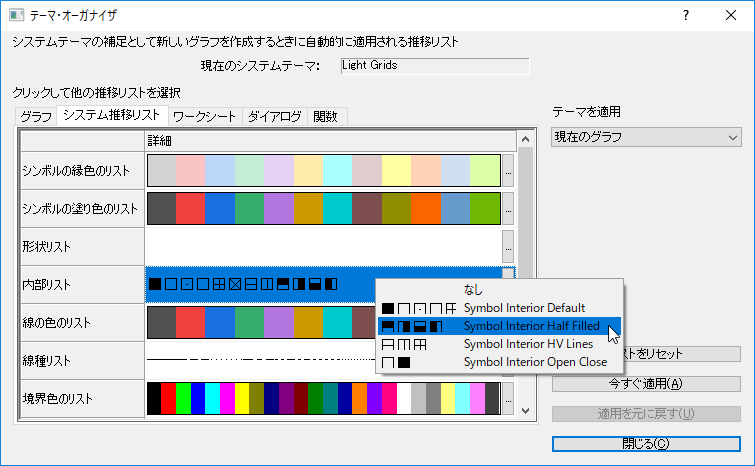 テーマ・オーガナイザ
システムテーマの補足として新しいグラフを作成するときに自動的に適用される推移リスト
現在のシステムテーマ: Light Grids
クリックして他の推移リストを選択
グラフ システム推移リスト ワークシート ダイアログ 関数
テーマを適用
現在のグラフ
詳細
シンボルの縁色のリスト ...
シンボルの塗り色のリスト ...
形状リスト ...
内部リスト
なし
Symbol Interior Default
Symbol Interior Half Filled
Symbol Interior HV Lines
Symbol Interior Open Close
線の色のリスト
線種リスト
境界色のリスト ...
ストをリセット
今すぐ適用(A)
適用を元に戻す(U)
閉じる(C)